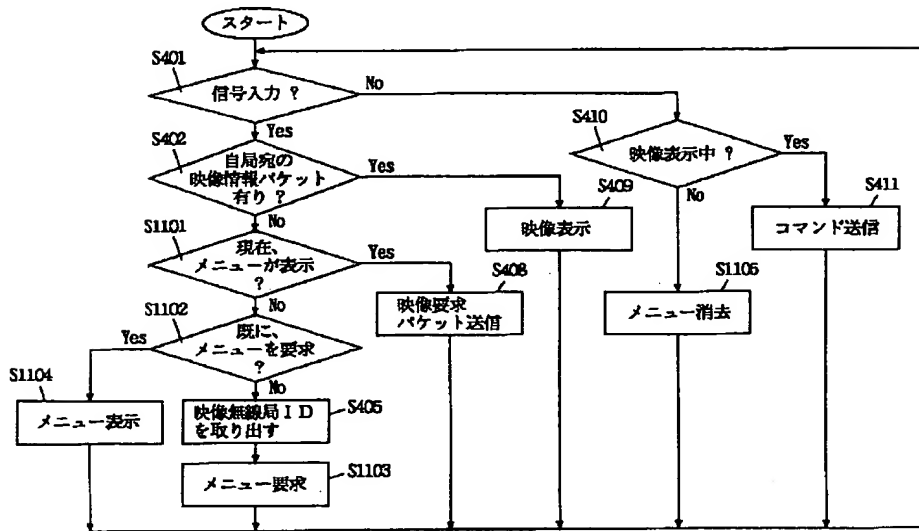 スタート
S401
信号入力 ?
No
Yes
S402
自局宛の
映像情報パケット
有り ?
Yes
No
S410
映像表示中 ?
Yes
No
S409
映像表示
S411
コマンド送信
S1101
現在、
メニューが表示
?
Yes
No
S408
映像要求
パケット送信
S1105
メニュー消去
S1102
既に、
メニューを要求
?
Yes
No
S1104
メニュー表示
S405
映像無線局ID
を取り出す
S1103
メニュー要求